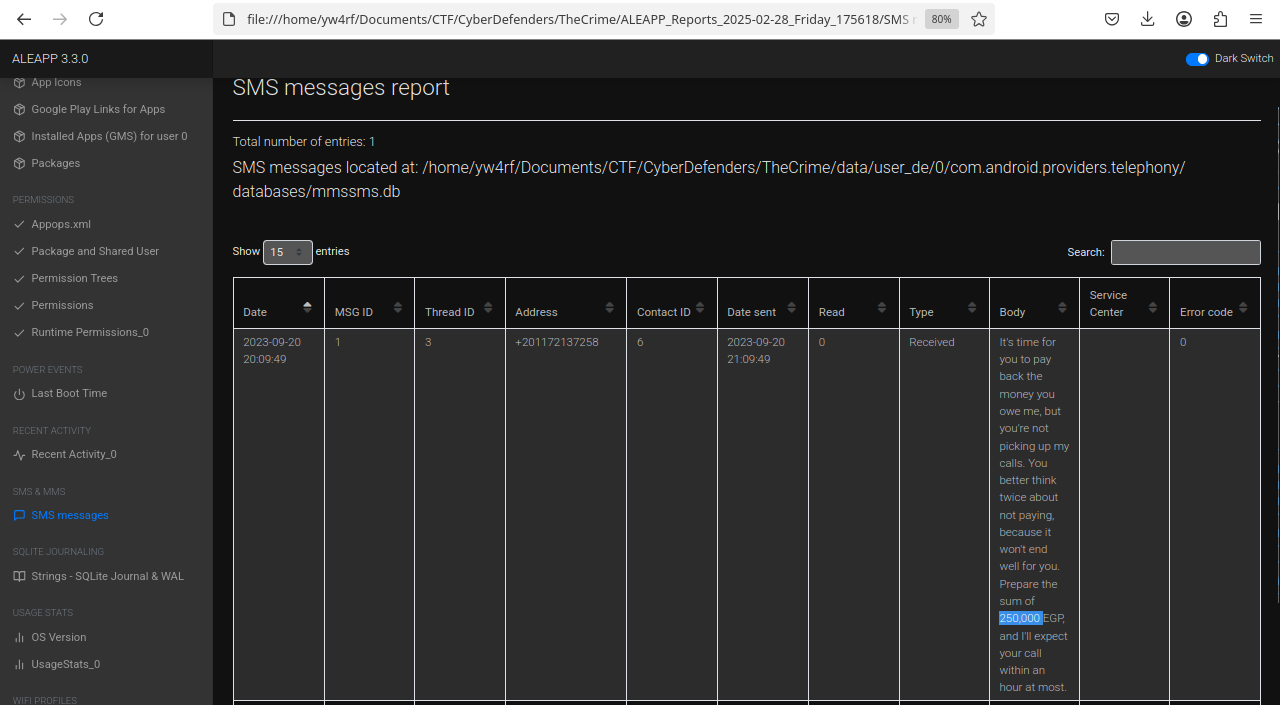 file:///home/yw4rf/Documents/CTF/CyberDefenders/TheCrime/ALEAPP_Reports_2025-02-28_Friday_175618/SMS
80%
ALEAPP 3.3.0
Dark Switch
App Icons
Google Play Links for Apps
Installed Apps (GMS) for user 0
Packages
PERMISSIONS
Appops.xml
Package and Shared User
Permission Trees
Permissions
Runtime Permissions_0
POWER EVENTS
Last Boot Time
RECENT ACTIVITY
Recent Activity_0
SMS & MMS
SMS messages
SQLITE JOURNALING
Strings - SQLite Journal & WAL
USAGE STATS
OS Version
UsageStats_0
WIFI PROFILES
SMS messages report
Total number of entries: 1
SMS messages located at: /home/yw4rf/Documents/CTF/CyberDefenders/TheCrime/data/user_de/0/com.android.providers.telephony/
databases/mmssms.db
Show 15 entries
Search:
Date
MSG ID
Thread ID
Address
Contact ID
Date sent
Read
Type
Body
Service
Center
Error code
2023-09-20
20:09:49
1
3
+201172137258
6
2023-09-20
21:09:49
0
Received
It's time for
you to pay
back the
money you
owe me, but
you're not
picking up my
calls. You
better think
twice about
not paying,
because it
won't end
well for you.
Prepare the
sum of
250,000 EGP,
and I'll expect
your call
within an
hour at most.
0